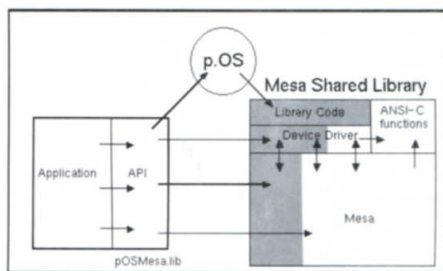 p.OS
Mesa Shared Library
Library Code
ANSI-C
functions
Device Driver
Application
API
Mesa
pOSMesa.lib